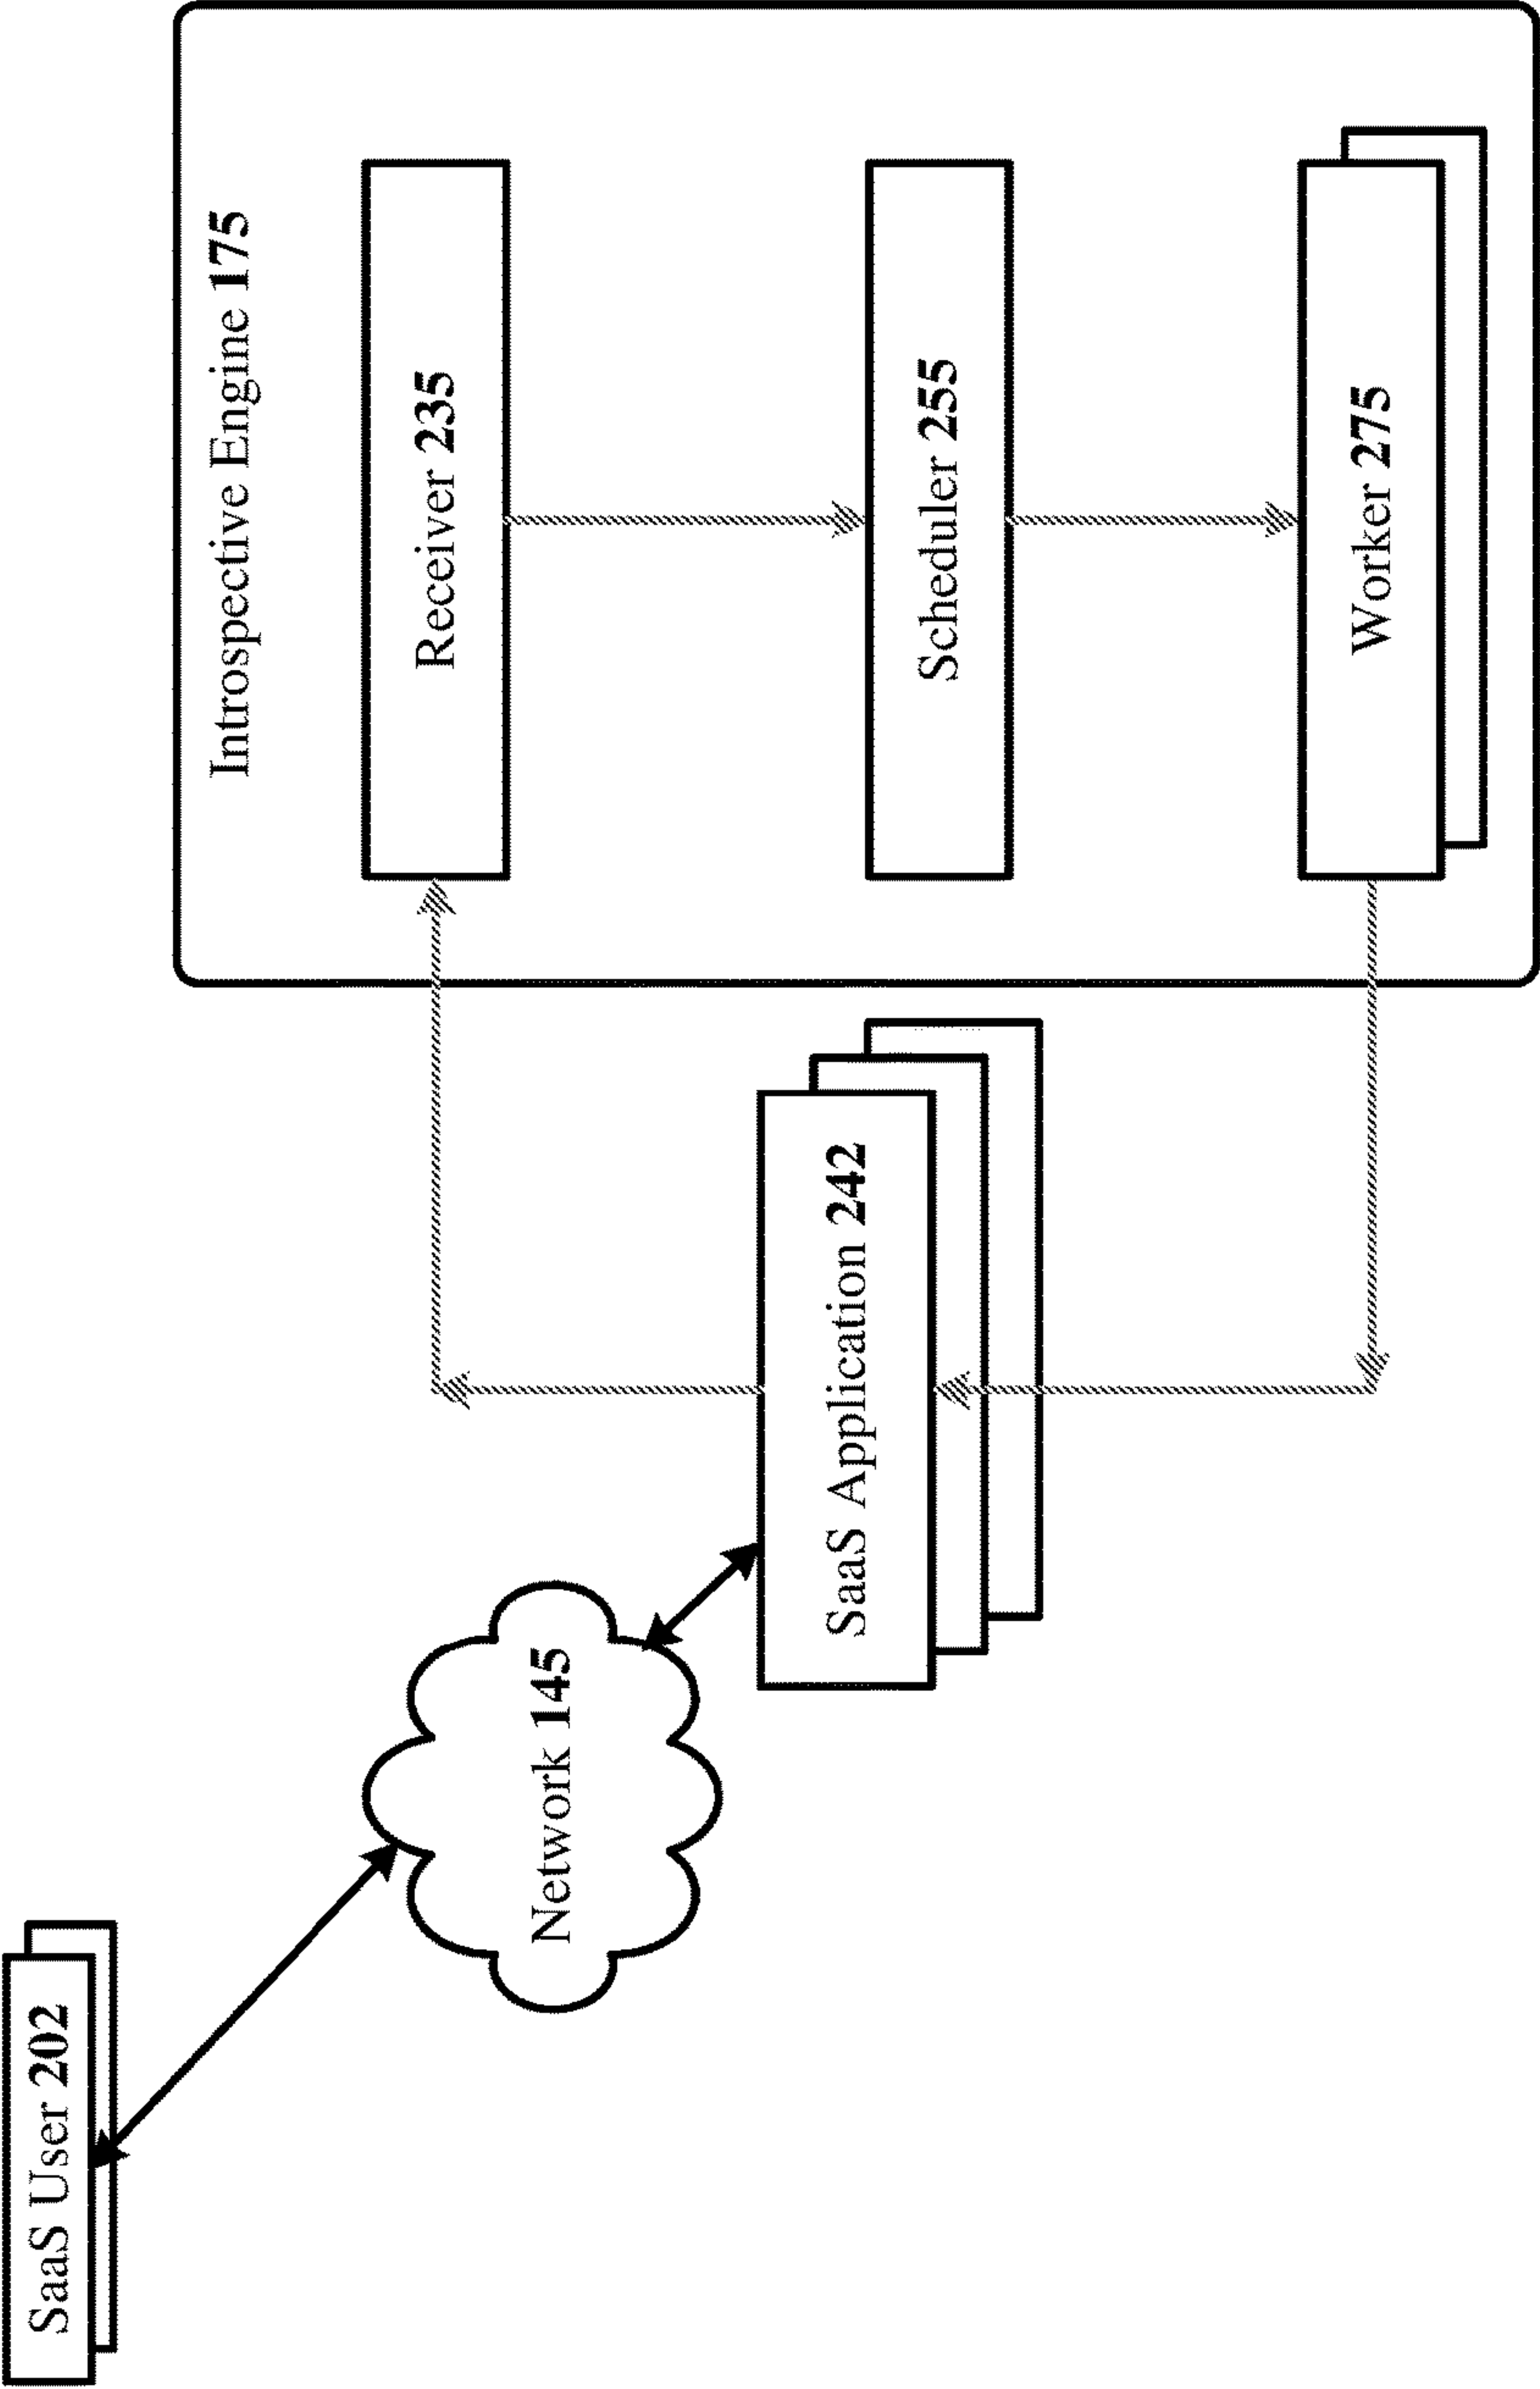 SaaS User 202
Network 145
SaaS Application 242
Introspective Engine 175
Receiver 235
Scheduler 255
Worker 275